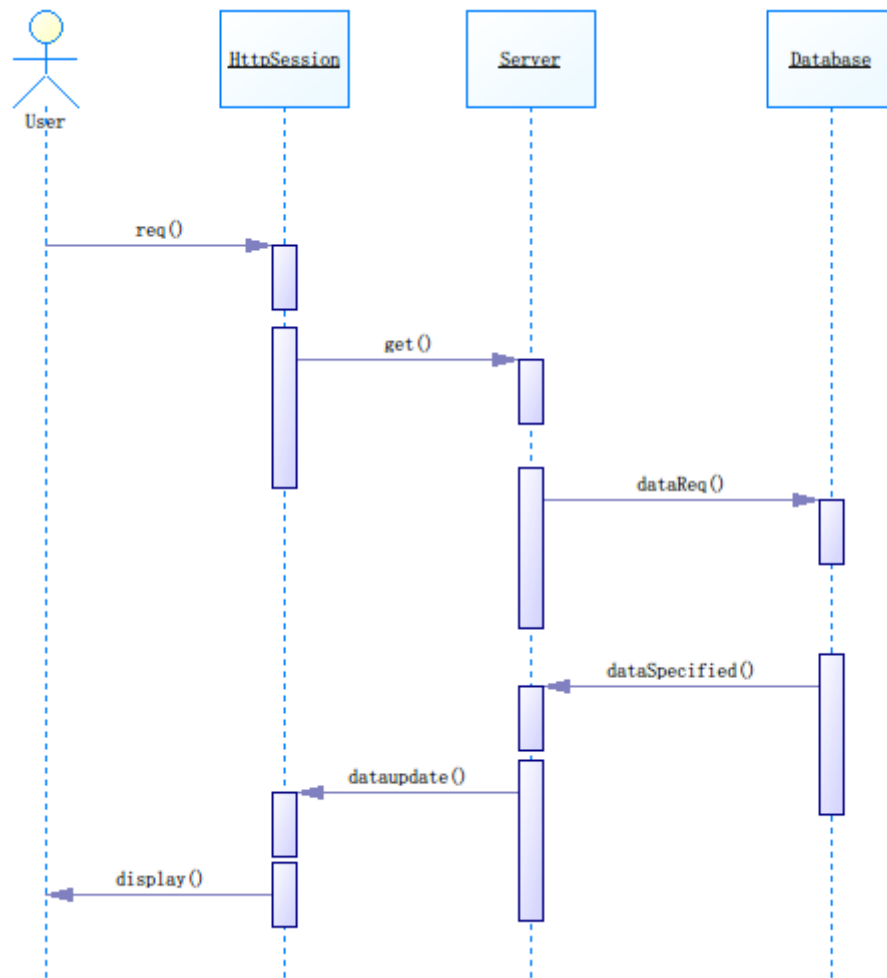 HttpSession
Server
Database
User
req()
get()
dataReq()
dataSpecified()
dataupdate()
display()